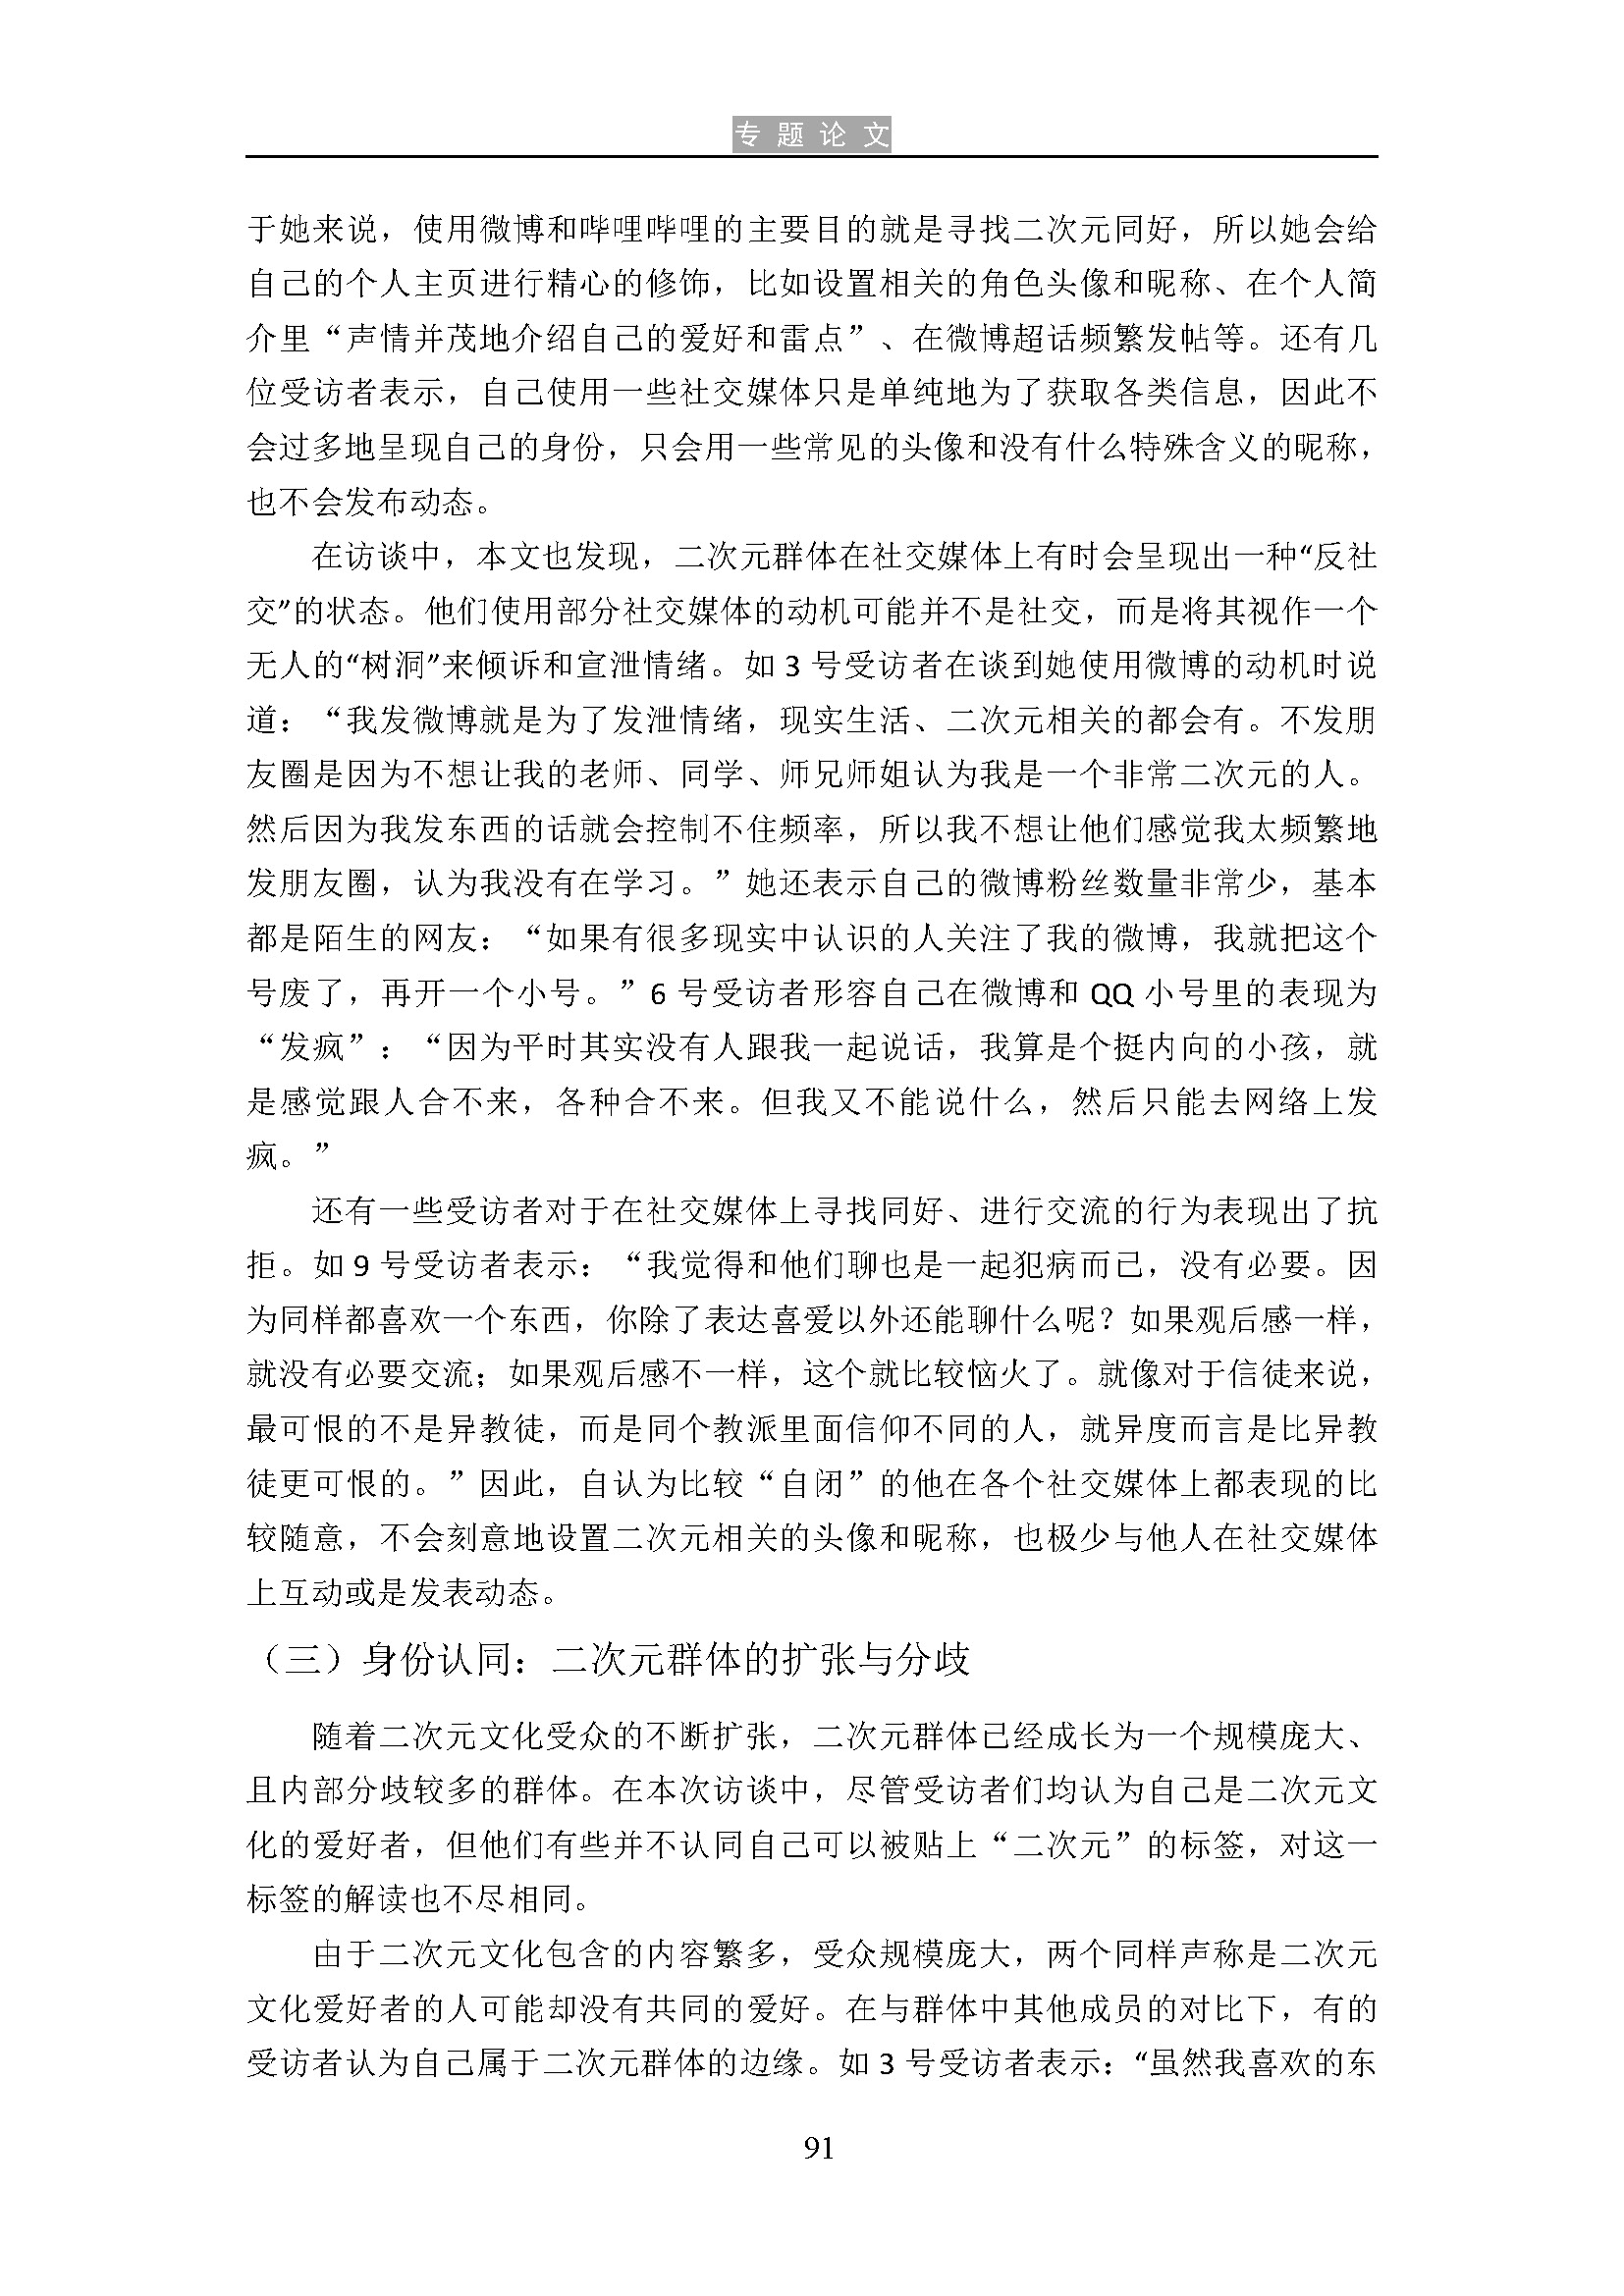 专 题 论 文
于她来说，使用微博和哔哩哔哩的主要目的就是寻找二次元同好，所以她会给
自己的个人主页进行精心的修饰，比如设置相关的角色头像和昵称、在个人简
介里“声情并茂地介绍自己的爱好和雷点”、在微博超话频繁发帖等。还有几
位受访者表示，自己使用一些社交媒体只是单纯地为了获取各类信息，因此不
会过多地呈现自己的身份，只会用一些常见的头像和没有什么特殊含义的昵称，
也不会发布动态。
在访谈中，本文也发现，二次元群体在社交媒体上有时会呈现出一种“反社
交”的状态。他们使用部分社交媒体的动机可能并不是社交，而是将其视作一个
无人的“树洞”来倾诉和宣泄情绪。如 3 号受访者在谈到她使用微博的动机时说
道：“我发微博就是为了发泄情绪，现实生活、二次元相关的都会有。不发朋
友圈是因为不想让我的老师、同学、师兄师姐认为我是一个非常二次元的人。
然后因为我发东西的话就会控制不住频率，所以我不想让他们感觉我太频繁地
发朋友圈，认为我没有在学习。”她还表示自己的微博粉丝数量非常少，基本
都是陌生的网友：“如果有很多现实中认识的人关注了我的微博，我就把这个
号废了，再开一个小号。”6 号受访者形容自己在微博和 QQ 小号里的表现为
“发疯”：“因为平时其实没有人跟我一起说话，我算是个挺内向的小孩，就
是感觉跟人合不来，各种合不来。但我又不能说什么，然后只能去网络上发
疯。”
还有一些受访者对于在社交媒体上寻找同好、进行交流的行为表现出了抗
拒。如 9 号受访者表示：“我觉得和他们聊也是一起犯病而已，没有必要。因
为同样都喜欢一个东西，你除了表达喜爱以外还能聊什么呢？如果观后感一样，
就没有必要交流；如果观后感不一样，这个就比较恼火了。就像对于信徒来说，
最可恨的不是异教徒，而是同个教派里面信仰不同的人，就异度而言是比异教
徒更可恨的。”因此，自认为比较“自闭”的他在各个社交媒体上都表现的比
较随意，不会刻意地设置二次元相关的头像和昵称，也极少与他人在社交媒体
上互动或是发表动态。
（三）身份认同：二次元群体的扩张与分歧
随着二次元文化受众的不断扩张，二次元群体已经成长为一个规模庞大、
且内部分歧较多的群体。在本次访谈中，尽管受访者们均认为自己是二次元文
化的爱好者，但他们有些并不认同自己可以被贴上“二次元”的标签，对这一
标签的解读也不尽相同。
由于二次元文化包含的内容繁多，受众规模庞大，两个同样声称是二次元
文化爱好者的人可能却没有共同的爱好。在与群体中其他成员的对比下，有的
受访者认为自己属于二次元群体的边缘。如 3 号受访者表示：“虽然我喜欢的东
91